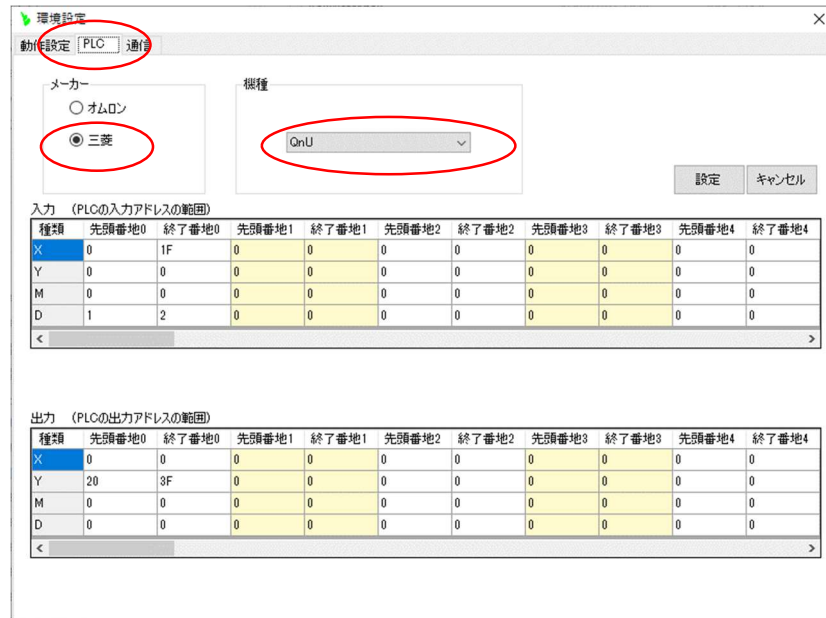 環境設定
動作設定 PLC 通信
メーカー
オムロン
三菱
機種
QnU
設定 キャンセル
入力 (PLCの入力アドレスの範囲)
種類 先頭番地0 終了番地0 先頭番地1 終了番地1 先頭番地2 終了番地2 先頭番地3 終了番地3 先頭番地4 終了番地4
X 0 1F 0 0 0 0 0 0 0 0
Y 0 0 0 0 0 0 0 0 0 0
M 0 0 0 0 0 0 0 0 0 0
D 1 2 0 0 0 0 0 0 0 0
出力 (PLCの出力アドレスの範囲)
種類 先頭番地0 終了番地0 先頭番地1 終了番地1 先頭番地2 終了番地2 先頭番地3 終了番地3 先頭番地4 終了番地4
X 0 0 0 0 0 0 0 0 0 0
Y 20 3F 0 0 0 0 0 0 0 0
M 0 0 0 0 0 0 0 0 0 0
D 0 0 0 0 0 0 0 0 0 0